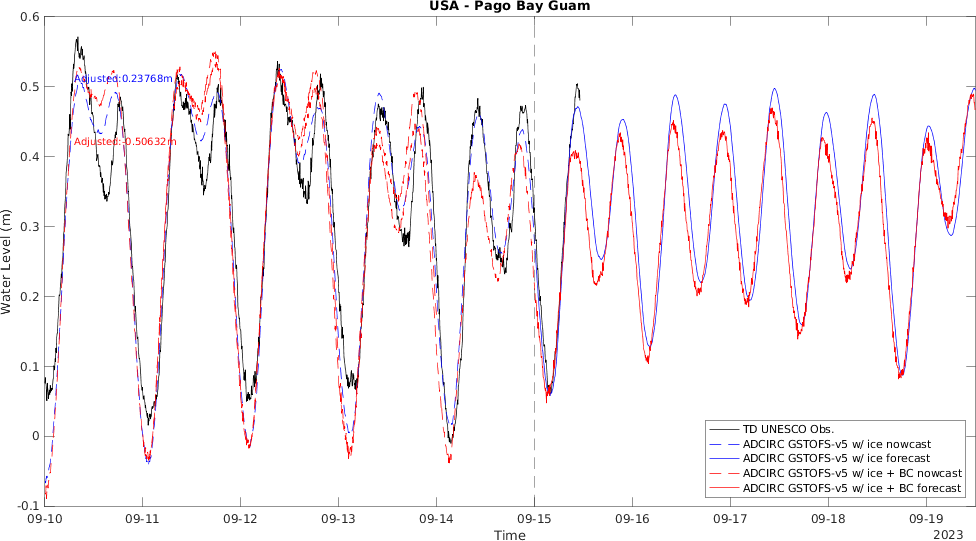 USA - Pago Bay Guam
0.6
0.5
0.4
0.3
0.2
0.1
0
-0.1
Water Level (m)
Adjusted:0.23768m
Adjusted:-0.50632m
TD UNESCO Obs.
ADCIRC GSTOFS-v5 w/ ice nowcast
ADCIRC GSTOFS-v5 w/ ice forecast
ADCIRC GSTOFS-v5 w/ ice + BC nowcast
ADCIRC GSTOFS-v5 w/ ice + BC forecast
09-10 09-11 09-12 09-13 09-14 09-15 09-16 09-17 09-18 09-19
Time
2023